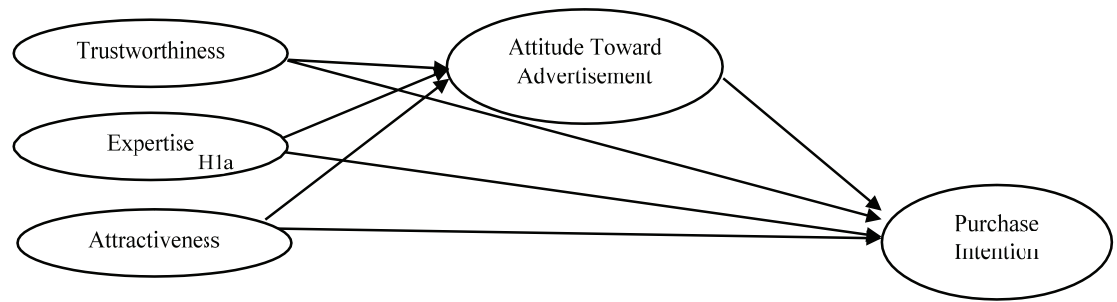 Trustworthiness
Attitude Toward
Advertisement
Expertise
H1a
Attractiveness
Purchase
Intention